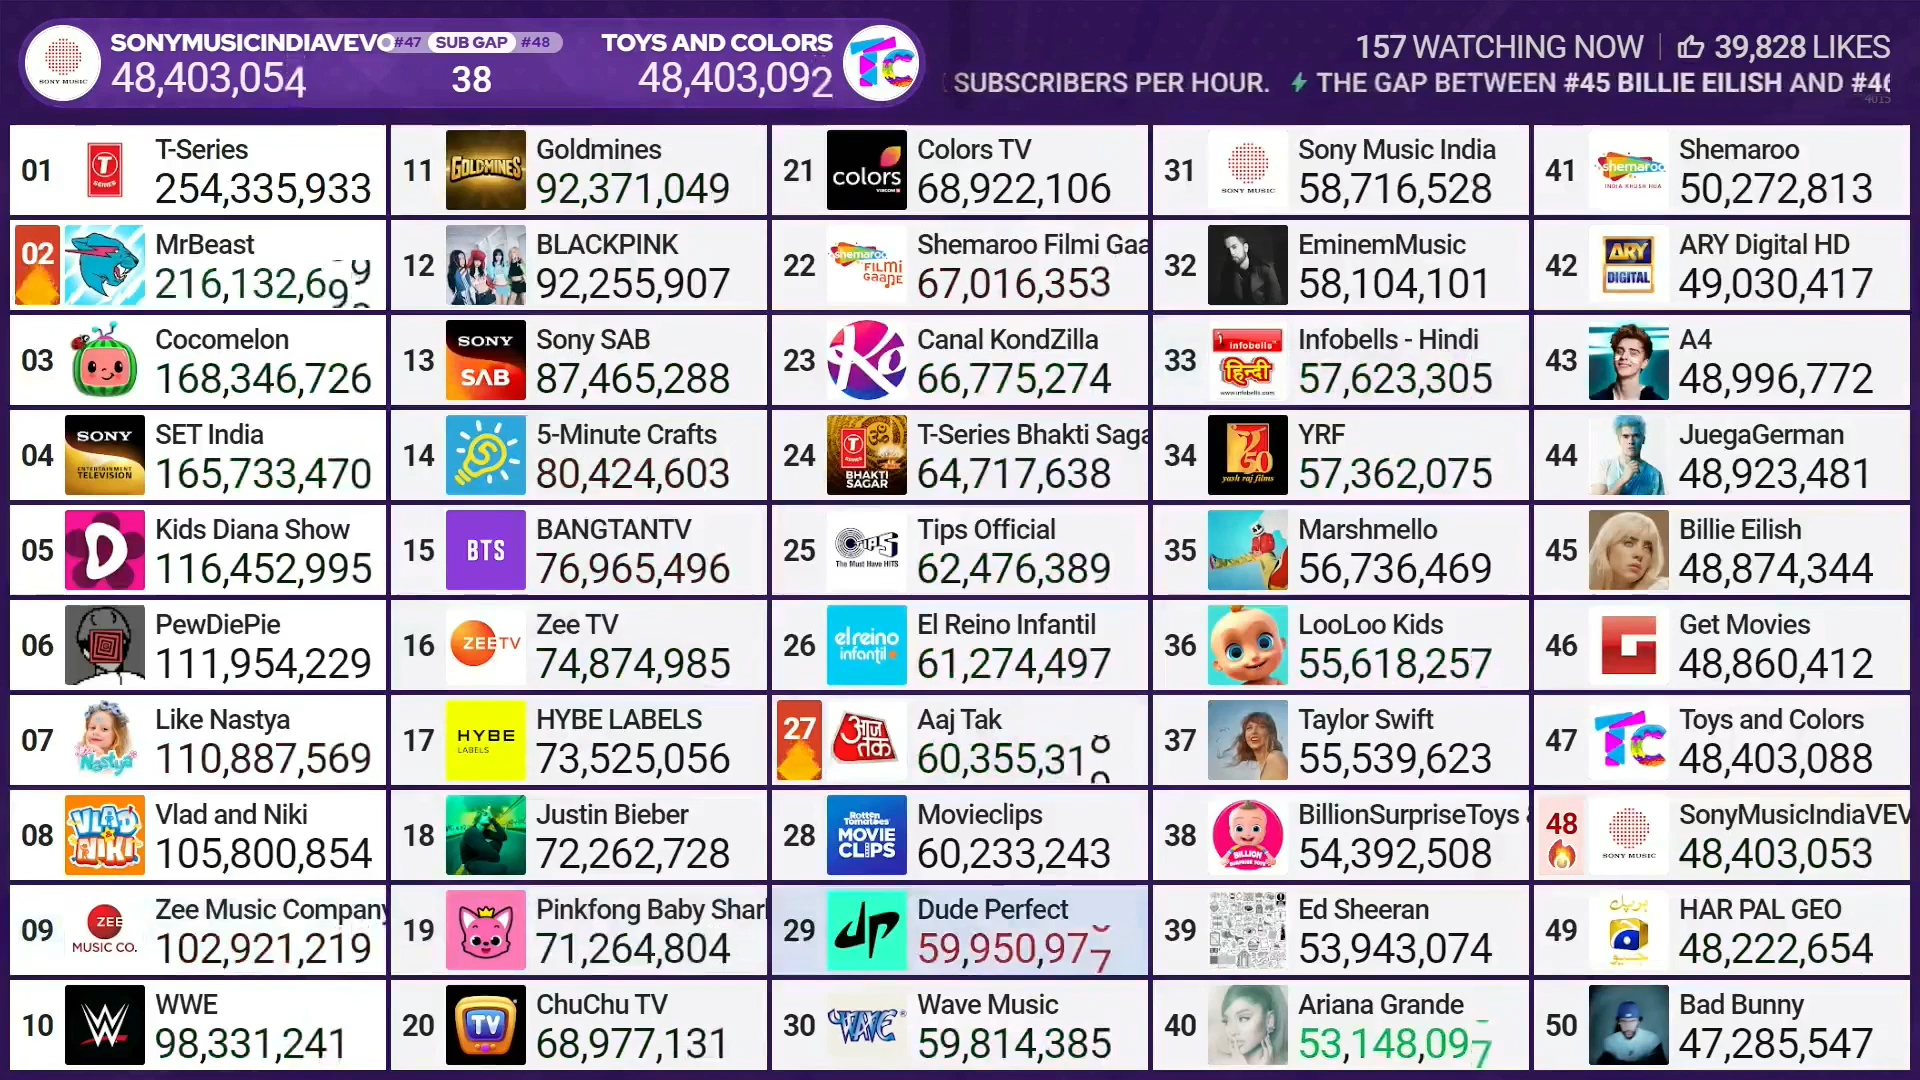 SONYMUSICINDIAVEVO #47 SUB GAP #48 TOYS AND COLORS
48,403,054 38 48,403,092
157 WATCHING NOW 39,828 LIKES
SUBSCRIBERS PER HOUR. THE GAP BETWEEN #45 BILLIE EILISH AND #46
4015
01 T-Series
254,335,933
02 MrBeast
216,132,69
03 Cocomelon
168,346,726
04 SET India
165,733,470
05 Kids Diana Show
116,452,995
06 PewDiePie
111,954,229
07 Like Nastya
110,887,569
08 Vlad and Niki
105,800,854
09 Zee Music Company
102,921,219
10 WWE
98,331,241
11 Goldmines
92,371,049
12 BLACKPINK
92,255,907
13 Sony SAB
87,465,288
14 5-Minute Crafts
80,424,603
15 BANGTANTV
76,965,496
16 Zee TV
74,874,985
17 HYBE LABELS
73,525,056
18 Justin Bieber
72,262,728
19 Pinkfong Baby Shar
71,264,804
20 ChuChu TV
68,977,131
21 Colors TV
68,922,106
22 Shemaroo Filmi Gaa
67,016,353
23 Canal KondZilla
66,775,274
24 T-Series Bhakti Saga
64,717,638
25 Tips Official
62,476,389
26 El Reino Infantil
61,274,497
27 Aaj Tak
60,355,31
28 Movieclips
60,233,243
29 Dude Perfect
59,950,977
30 Wave Music
59,814,385
31 Sony Music India
58,716,528
32 EminemMusic
58,104,101
33 Infobells - Hindi
57,623,305
34 YRF
57,362,075
35 Marshmello
56,736,469
36 LooLoo Kids
55,618,257
37 Taylor Swift
55,539,623
38 BillionSurpriseToys
54,392,508
39 Ed Sheeran
53,943,074
40 Ariana Grande
53,148,097
41 Shemaroo
50,272,813
42 ARY Digital HD
49,030,417
43 A4
48,996,772
44 JuegaGerman
48,923,481
45 Billie Eilish
48,874,344
46 Get Movies
48,860,412
47 Toys and Colors
48,403,088
48 SonyMusicIndiaVEV
48,403,053
49 HAR PAL GEO
48,222,654
50 Bad Bunny
47,285,547